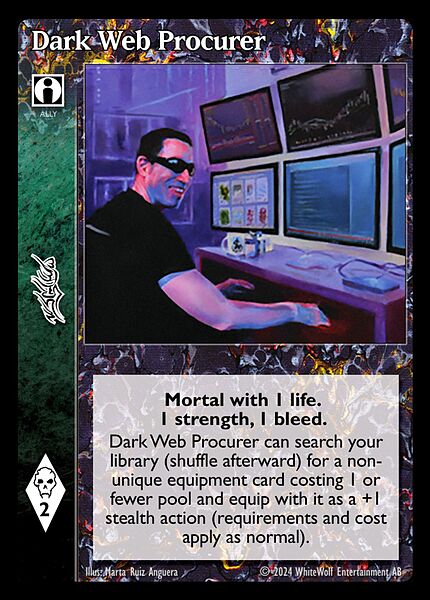 Dark Web Procurer
ALLY
Mortal with 1 life.
1 strength, 1 bleed.
Dark Web Procurer can search your
library (shuffle afterward) for a non-
unique equipment card costing 1 or
fewer pool and equip with it as a +1
stealth action (requirements and cost
apply as normal).
2
Illus: Marta Ruiz Anguera
© 2024 WhiteWolf Entertainment AB